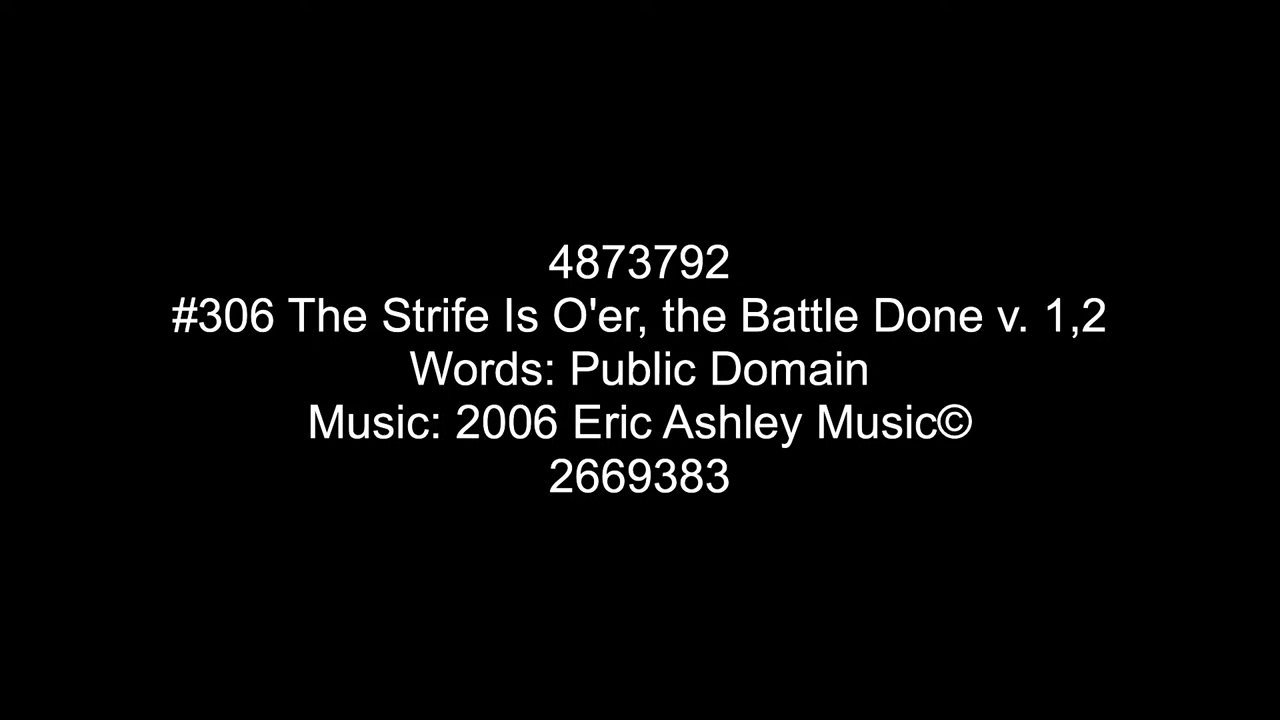 4873792
#306 The Strife Is O'er, the Battle Done v. 1,2
Words: Public Domain
Music: 2006 Eric Ashley Music©
2669383